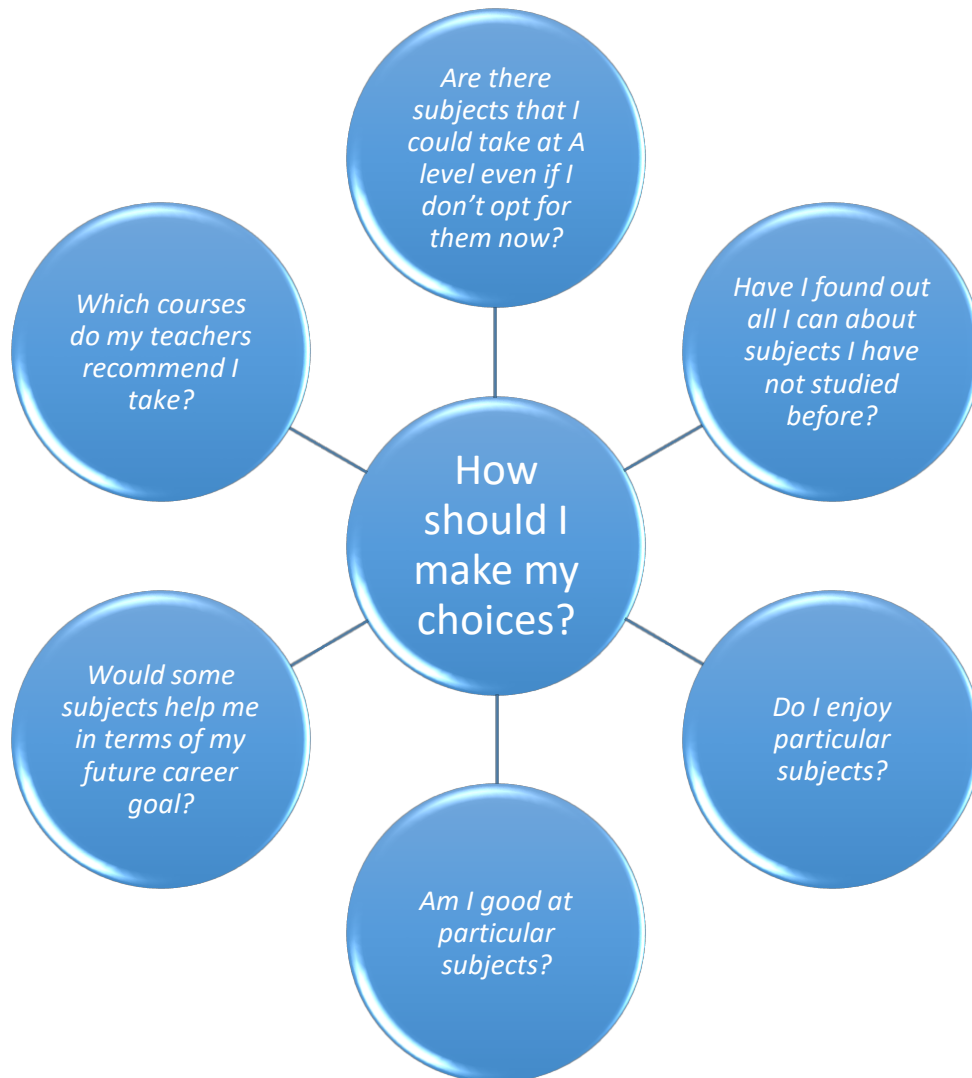 Are there
subjects that I
could take at A
level even if I
don’t opt for
them now?
Which courses
do my teachers
recommend I
take?
Have I found out
all I can about
subjects I have
not studied
before?
How
should I
make my
choices?
Would some
subjects help me
in terms of my
future career
goal?
Do I enjoy
particular
subjects?
Am I good at
particular
subjects?